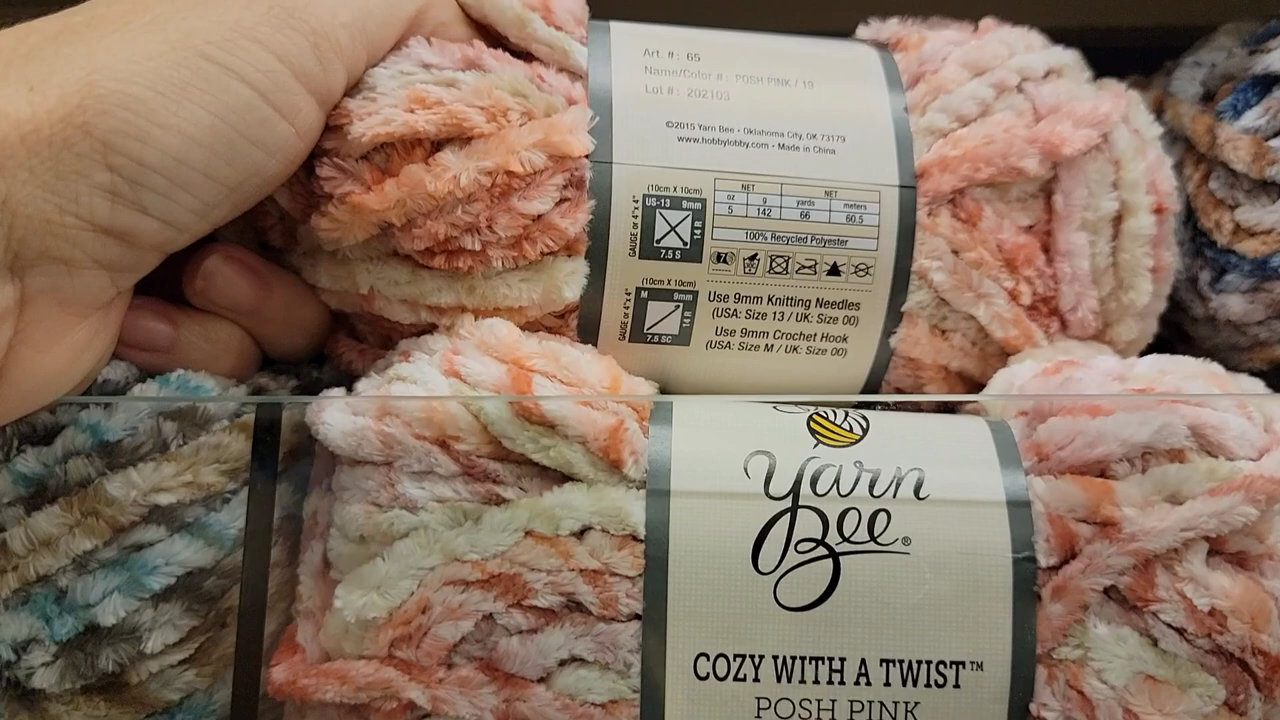 Art. #: 65
Name/Color #: POSH PINK / 19
Lot #: 202103
©2015 Yarn Bee • Oklahoma City, OK 73179
www.hobbylobby.com • Made in China
(10cm X 10cm)
GAUGE or 4"x 4"
US-13 9mm
14 R
7.5 S
NET NET
oz g yards meters
5 142 66 60.5
100% Recycled Polyester
(10cm X 10cm)
GAUGE or 4"x 4"
M 9mm
14 R
7.5 SC
Use 9mm Knitting Needles
(USA: Size 13 / UK: Size 00)
Use 9mm Crochet Hook
(USA: Size M / UK: Size 00)
Yarn
Bee®
COZY WITH A TWIST™
POSH PINK